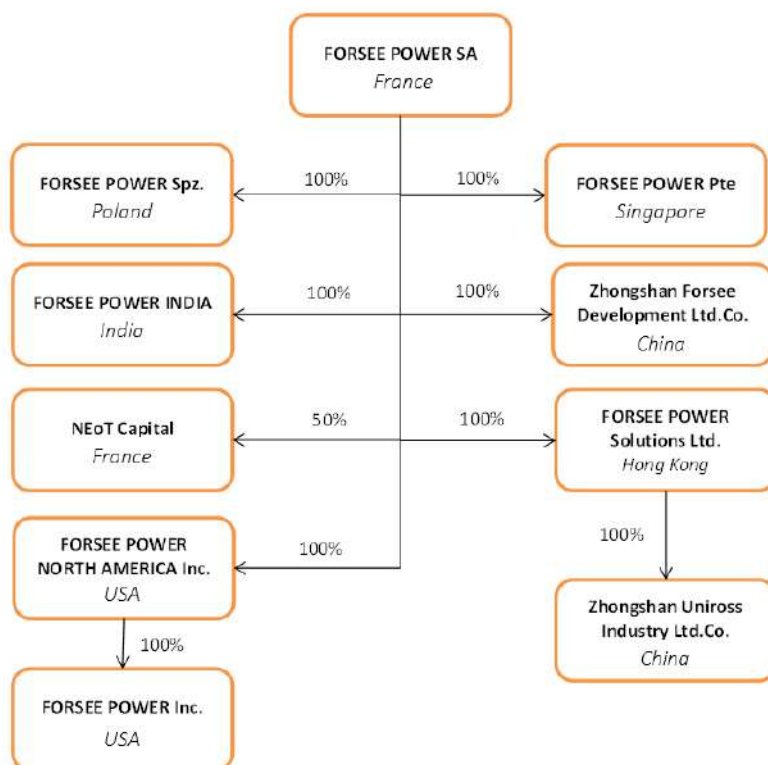 FORSEE POWER SA
France
FORSEE POWER Spz.
Poland
100%
100%
FORSEE POWER Pte
Singapore
FORSEE POWER INDIA
India
100%
100%
Zhongshan Forsee
Development Ltd.Co.
China
NEoT Capital
France
50%
100%
FORSEE POWER
Solutions Ltd.
Hong Kong
FORSEE POWER
NORTH AMERICA Inc.
USA
100%
100%
Zhongshan Uniross
Industry Ltd.Co.
China
100%
FORSEE POWER Inc.
USA